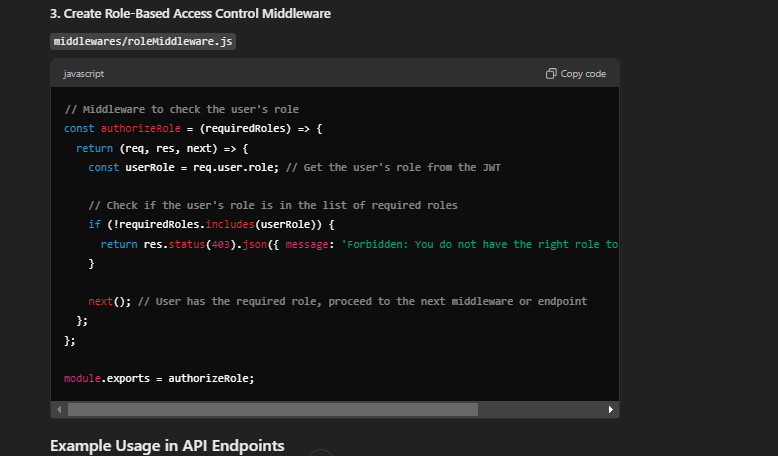 3. Create Role-Based Access Control Middleware
middlewares/roleMiddleware.js
javascript
Copy code
// Middleware to check the user's role
const authorizeRole = (requiredRoles) => {
  return (req, res, next) => {
    const userRole = req.user.role; // Get the user's role from the JWT
    // Check if the user's role is in the list of required roles
    if (!requiredRoles.includes(userRole)) {
      return res.status(403).json({ message: 'Forbidden: You do not have the right role to
    }
    next(); // User has the required role, proceed to the next middleware or endpoint
  };
};
module.exports = authorizeRole;
Example Usage in API Endpoints